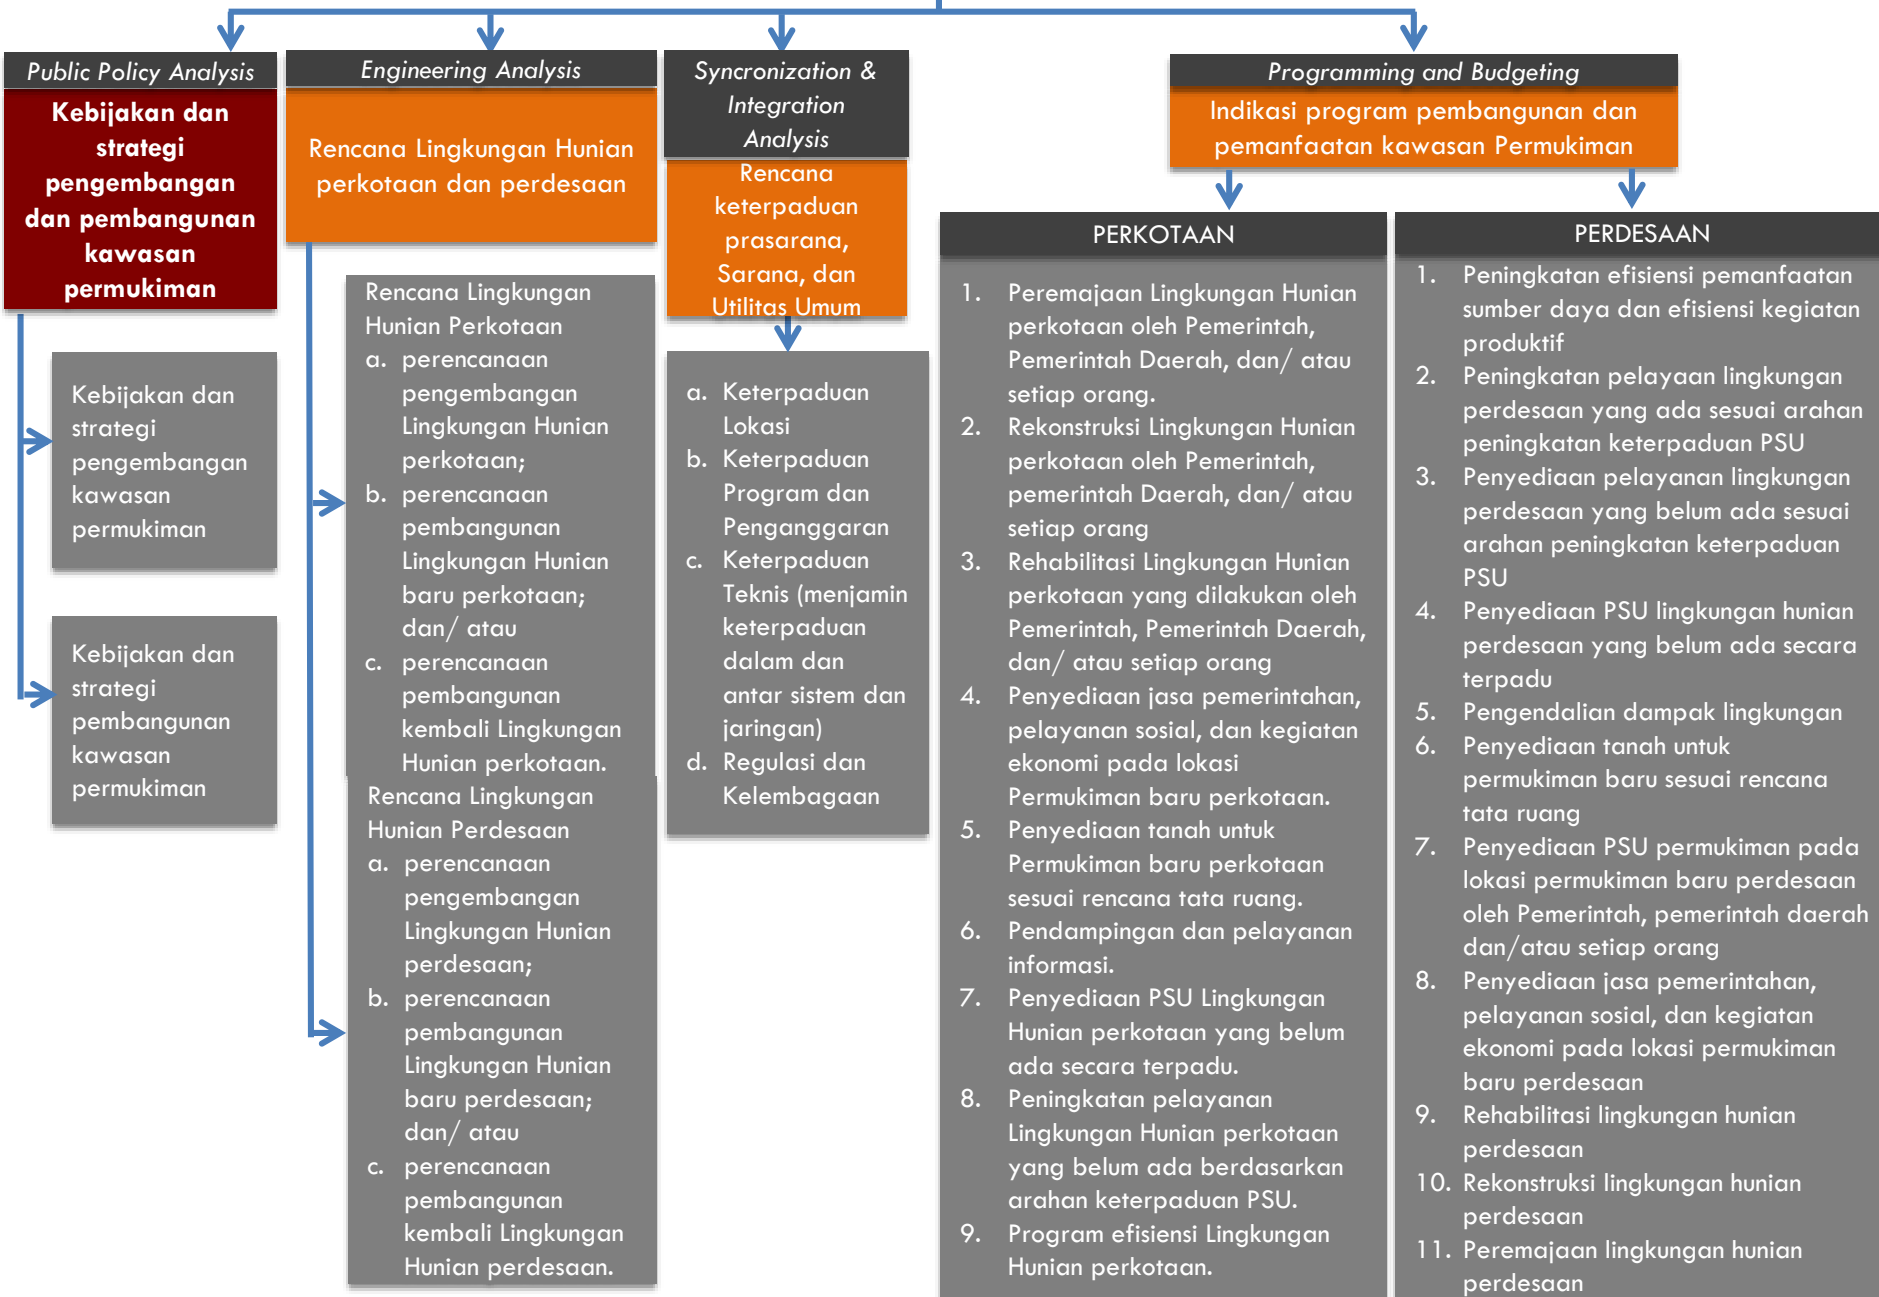 Public Policy Analysis
Kebijakan dan
strategi
pengembangan
dan pembangunan
kawasan
permukiman
Kebijakan dan
strategi
pengembangan
kawasan
permukiman
Kebijakan dan
strategi
pembangunan
kawasan
permukiman
Engineering Analysis
Rencana Lingkungan Hunian
perkotaan dan perdesaan
Rencana Lingkungan
Hunian Perkotaan
a. perencanaan
pengembangan
Lingkungan Hunian
perkotaan;
b. perencanaan
pembangunan
Lingkungan Hunian
baru perkotaan;
dan/ atau
c. perencanaan
pembangunan
kembali Lingkungan
Hunian perkotaan.
Rencana Lingkungan
Hunian Perdesaan
a. perencanaan
pengembangan
Lingkungan Hunian
perdesaan;
b. perencanaan
pembangunan
Lingkungan Hunian
baru perdesaan;
dan/ atau
c. perencanaan
pembangunan
kembali Lingkungan
Hunian perdesaan.
Syncronization &
Integration
Analysis
Rencana
keterpaduan
prasarana,
Sarana, dan
Utilitas Umum
a. Keterpaduan
Lokasi
b. Keterpaduan
Program dan
Penganggaran
c. Keterpaduan
Teknis (menjamin
keterpaduan
dalam dan
antar sistem dan
jaringan)
d. Regulasi dan
Kelembagaan
Programming and Budgeting
Indikasi program pembangunan dan
pemanfaatan kawasan Permukiman
PERKOTAAN
1. Peremajaan Lingkungan Hunian
perkotaan oleh Pemerintah,
Pemerintah Daerah, dan/ atau
setiap orang.
2. Rekonstruksi Lingkungan Hunian
perkotaan oleh Pemerintah,
pemerintah Daerah, dan/ atau
setiap orang
3. Rehabilitasi Lingkungan Hunian
perkotaan yang dilakukan oleh
Pemerintah, Pemerintah Daerah,
dan/ atau setiap orang
4. Penyediaan jasa pemerintahan,
pelayanan sosial, dan kegiatan
ekonomi pada lokasi
Permukiman baru perkotaan.
5. Penyediaan tanah untuk
Permukiman baru perkotaan
sesuai rencana tata ruang.
6. Pendampingan dan pelayanan
informasi.
7. Penyediaan PSU Lingkungan
Hunian perkotaan yang belum
ada secara terpadu.
8. Peningkatan pelayanan
Lingkungan Hunian perkotaan
yang belum ada berdasarkan
arahan keterpaduan PSU.
9. Program efisiensi Lingkungan
Hunian perkotaan.
PERDESAAN
1. Peningkatan efisiensi pemanfaatan
sumber daya dan efisiensi kegiatan
produktif
2. Peningkatan pelayaan lingkungan
perdesaan yang ada sesuai arahan
peningkatan keterpaduan PSU
3. Penyediaan pelayanan lingkungan
perdesaan yang belum ada sesuai
arahan peningkatan keterpaduan
PSU
4. Penyediaan PSU lingkungan hunian
perdesaan yang belum ada secara
terpadu
5. Pengendalian dampak lingkungan
6. Penyediaan tanah untuk
permukiman baru sesuai rencana
tata ruang
7. Penyediaan PSU permukiman pada
lokasi permukiman baru perdesaan
oleh Pemerintah, pemerintah daerah
dan/atau setiap orang
8. Penyediaan jasa pemerintahan,
pelayanan sosial, dan kegiatan
ekonomi pada lokasi permukiman
baru perdesaan
9. Rehabilitasi lingkungan hunian
perdesaan
10. Rekonstruksi lingkungan hunian
perdesaan
11. Peremajaan lingkungan hunian
perdesaan